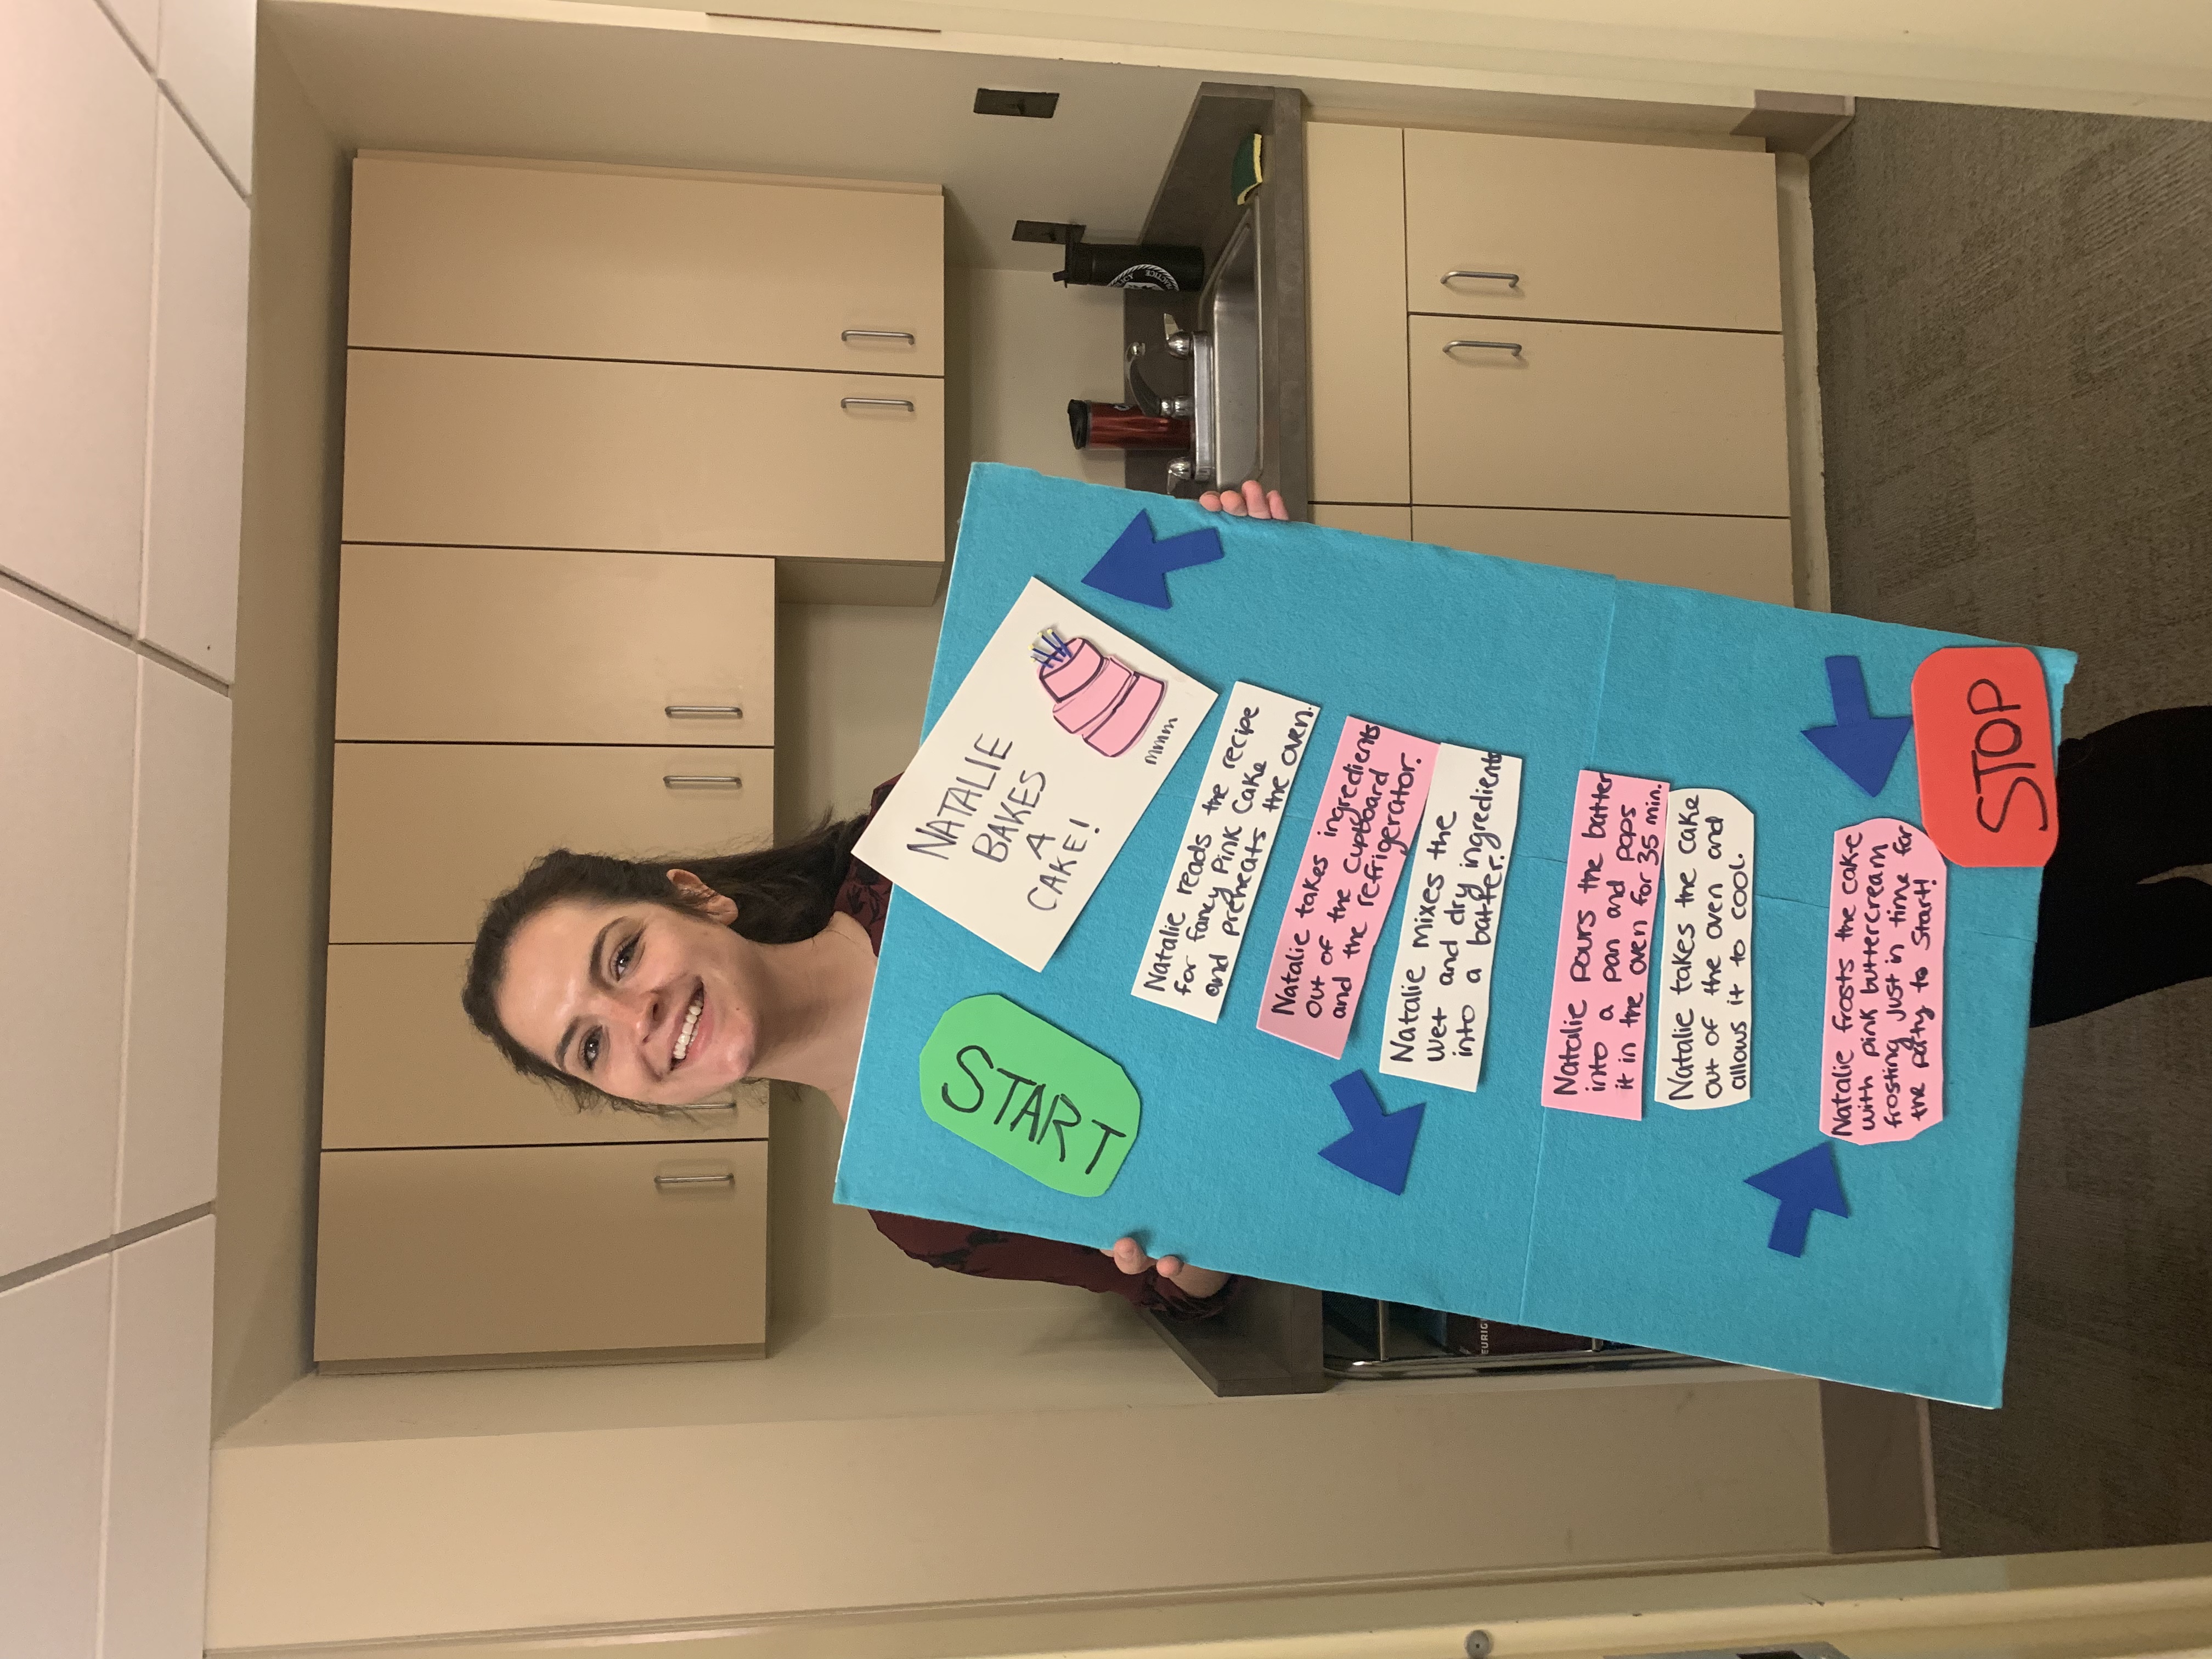 START
NATALIE
BAKES
A
CAKE!
mmm
Natalie reads the recipe
for fancy Pink Cake
and preheats the oven.
Natalie takes ingredients
out of the cupboard
and the refrigerator.
Natalie mixes the
wet and dry ingredients
into a batter.
Natalie pours the batter
into a pan and pops
it in the oven for 35 min.
Natalie takes the cake
out of the oven and
allows it to cool.
Natalie frosts the cake
with pink buttercream
frosting just in time for
the party to Start!
STOP